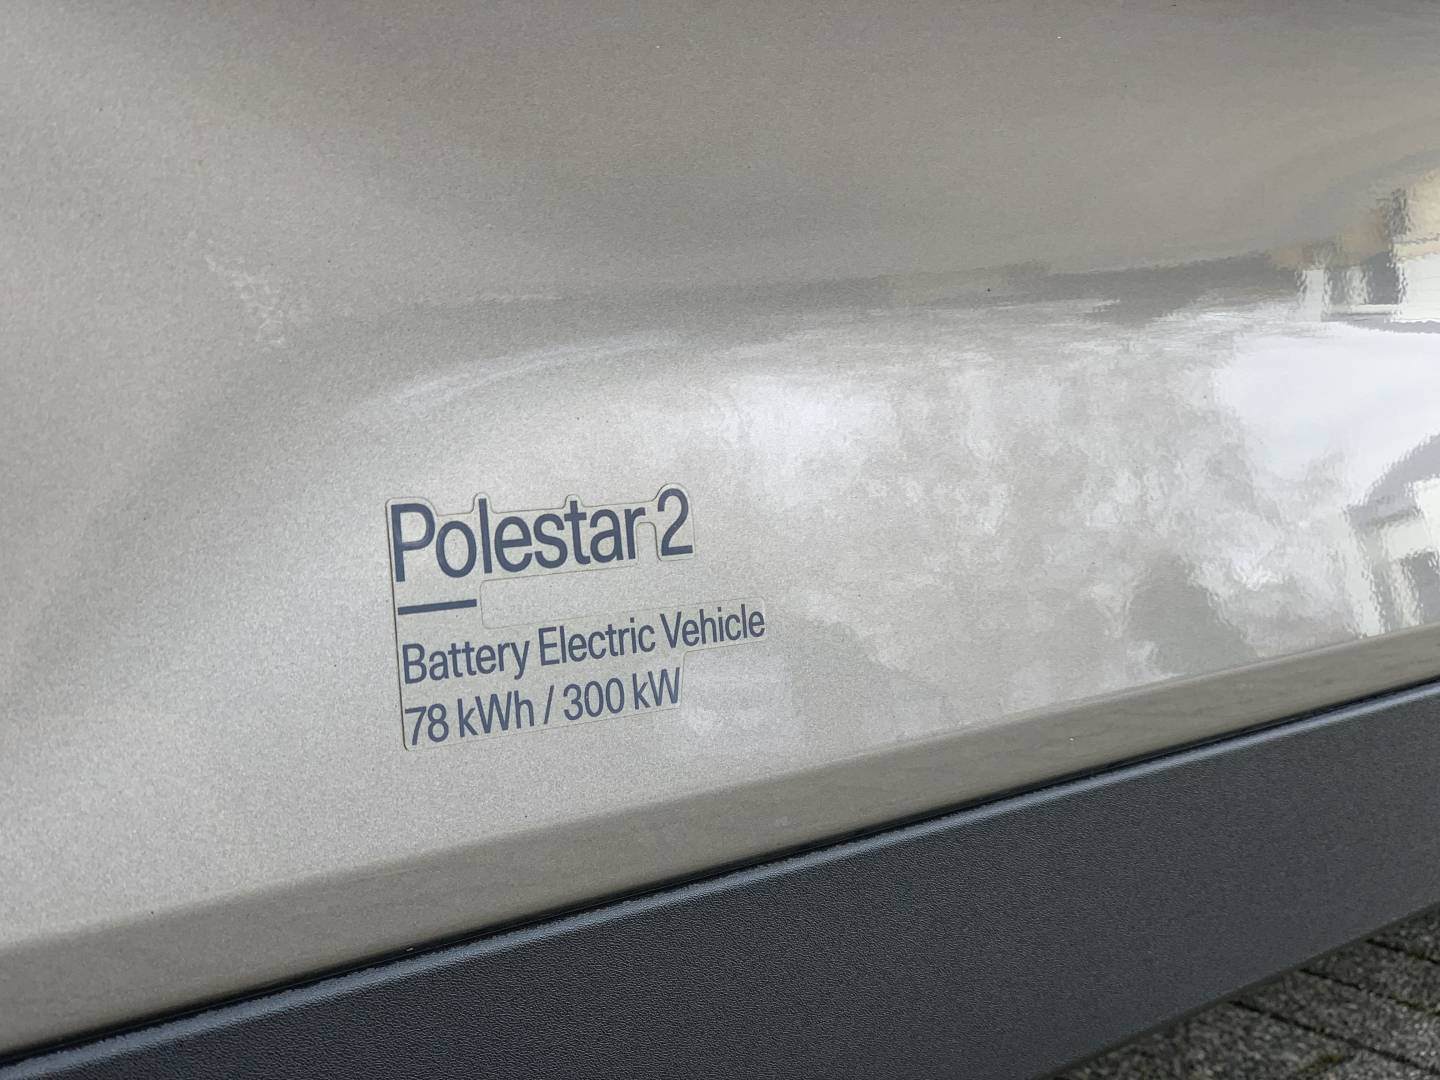 Polestar 2
Battery Electric Vehicle
78 kWh / 300 kW